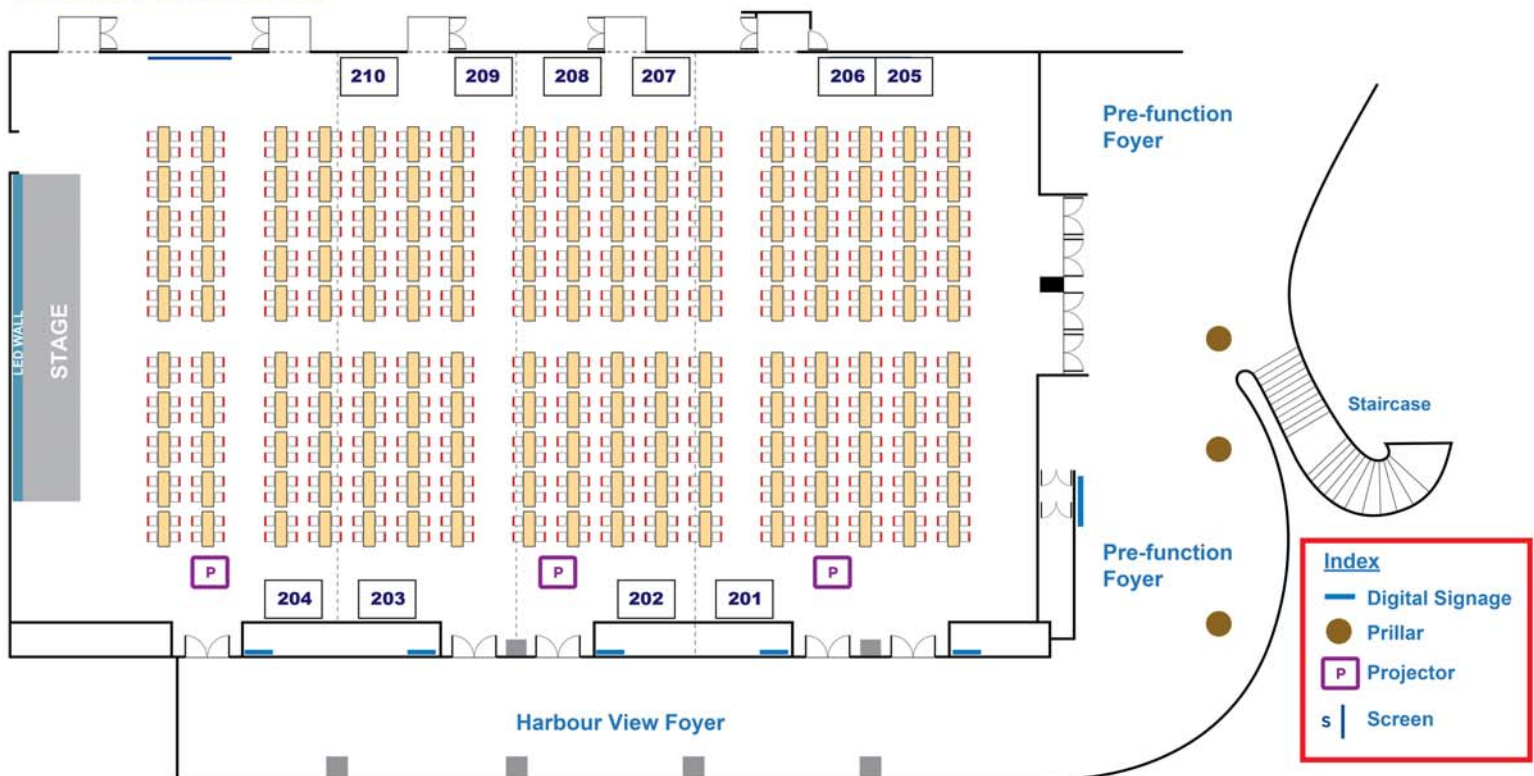 210
209
208
207
206
205
Pre-function
Foyer
LED WALL
STAGE
Staircase
P
P
P
204
203
202
201
Pre-function
Foyer
Harbour View Foyer
Index
Digital Signage
Prillar
P
Projector
S
Screen